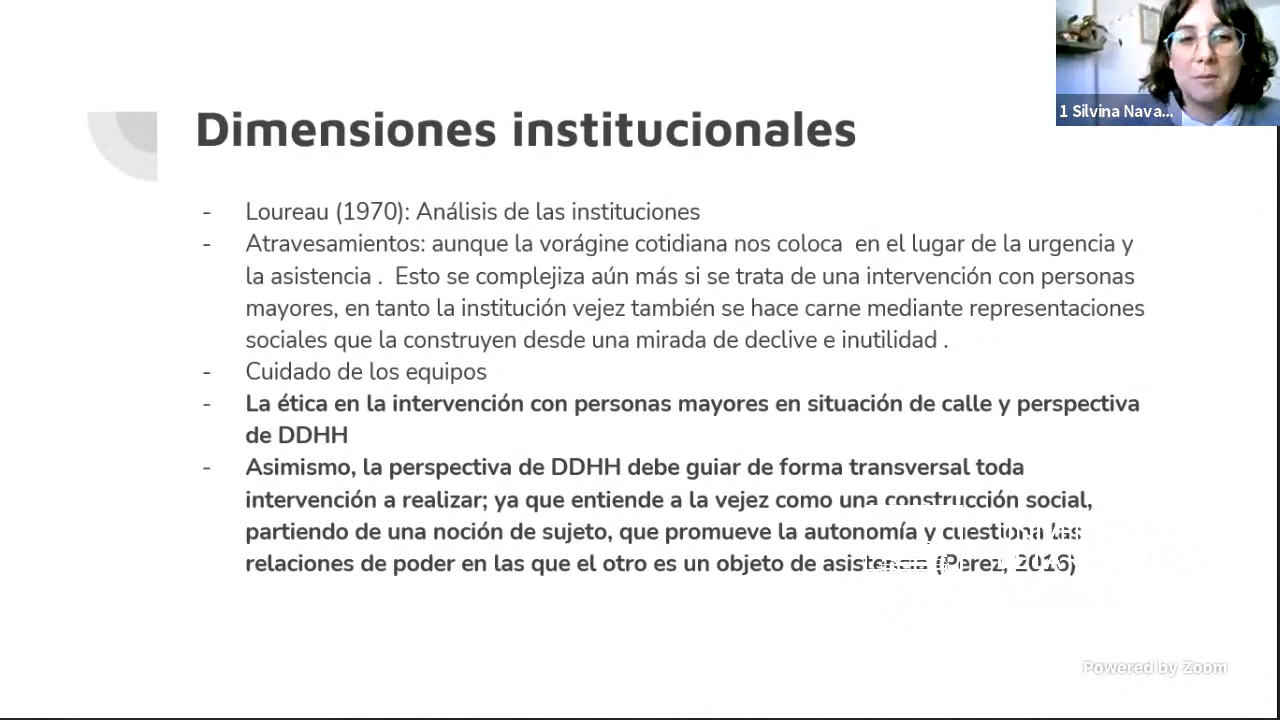 1 Silvina Nava...
Dimensiones institucionales
- Loureau (1970): Análisis de las instituciones
- Atravesamientos: aunque la vorágine cotidiana nos coloca en el lugar de la urgencia y
la asistencia . Esto se complejiza aún más si se trata de una intervención con personas
mayores, en tanto la institución vejez también se hace carne mediante representaciones
sociales que la construyen desde una mirada de declive e inutilidad .
- Cuidado de los equipos
- La ética en la intervención con personas mayores en situación de calle y perspectiva
de DDHH
- Asimismo, la perspectiva de DDHH debe guiar de forma transversal toda
intervención a realizar; ya que entiende a la vejez como una construcción social,
partiendo de una noción de sujeto, que promueve la autonomía y
relaciones de poder en las que el otro es un objeto de (Perez, 2016)
Powered by Zoom